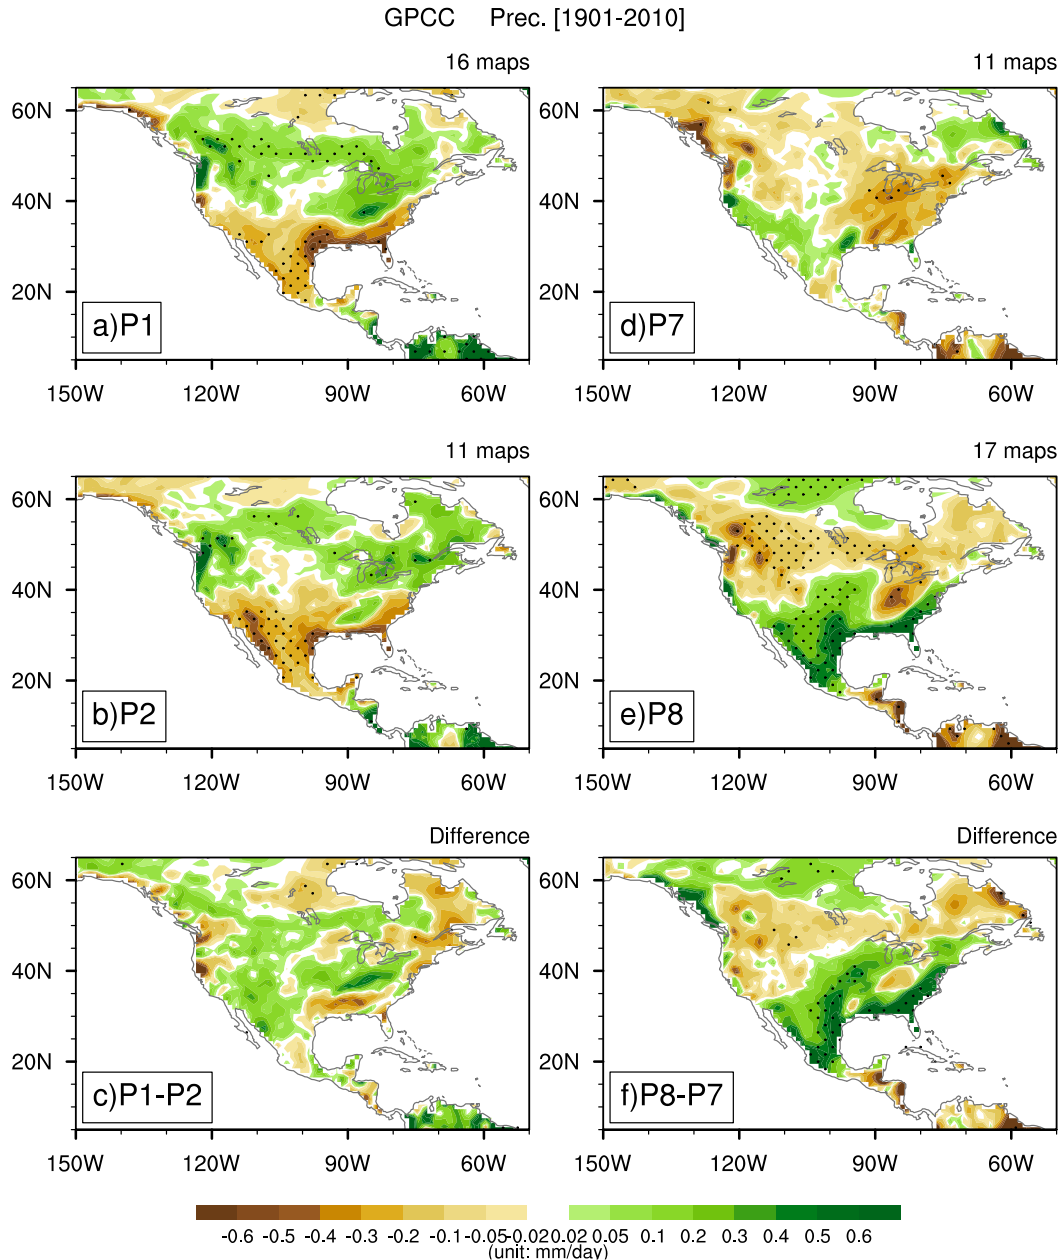 GPCC Prec. [1901-2010]
16 maps
60N
40N
20N
a)P1
150W 120W 90W 60W
11 maps
d)P7
150W 120W 90W 60W
11 maps
60N
40N
20N
b)P2
150W 120W 90W 60W
17 maps
60N
40N
20N
e)P8
150W 120W 90W 60W
Difference
60N
40N
20N
c)P1-P2
150W 120W 90W 60W
Difference
60N
40N
20N
f)P8-P7
150W 120W 90W 60W
-0.6 -0.5 -0.4 -0.3 -0.2 -0.1 -0.05 -0.02 0.02 0.05 0.1 0.2 0.3 0.4 0.5 0.6
(unit: mm/day)